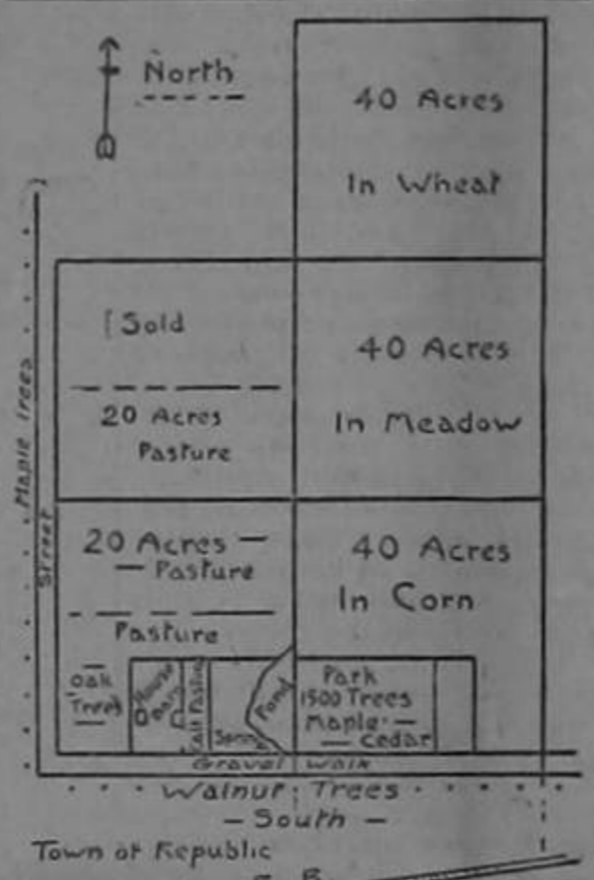 North
40 Acres
In Wheat
Sold
40 Acres
In Meadow
20 Acres
Pasture
Maple Trees
Street
20 Acres
Pasture
40 Acres
In Corn
Pasture
Oak
Trees
House
Barn
Calf Pasture
Spring
Pond
Park
1500 Trees
Maple
Cedar
Gravel Walk
Walnut Trees
- South -
Town of Republic